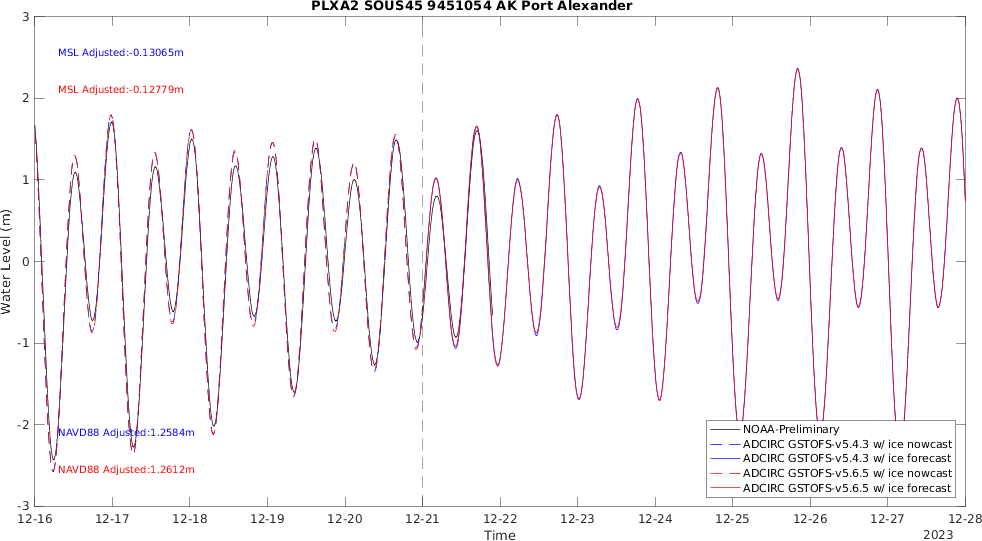 PLXA2 SOUS45 9451054 AK Port Alexander
3
2
1
0
-1
-2
-3
Water Level (m)
MSL Adjusted:-0.13065m
MSL Adjusted:-0.12779m
NAVD88 Adjusted:1.2584m
NAVD88 Adjusted:1.2612m
NOAA-Preliminary
ADCIRC GSTOFS-v5.4.3 w/ ice nowcast
ADCIRC GSTOFS-v5.4.3 w/ ice forecast
ADCIRC GSTOFS-v5.6.5 w/ ice nowcast
ADCIRC GSTOFS-v5.6.5 w/ ice forecast
12-16 12-17 12-18 12-19 12-20 12-21 12-22 12-23 12-24 12-25 12-26 12-27 12-28
Time
2023